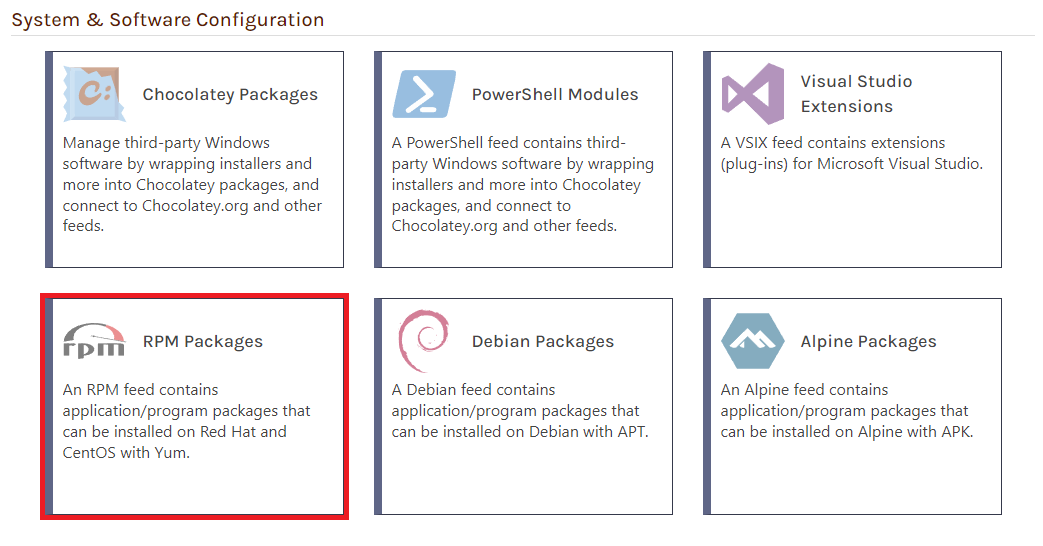 System & Software Configuration
C:
Chocolatey Packages
Manage third-party Windows
software by wrapping installers and
more into Chocolatey packages, and
connect to Chocolatey.org and other
feeds.
PowerShell Modules
A PowerShell feed contains third-
party Windows software by wrapping
installers and more into Chocolatey
packages, and connect to
Chocolatey.org and other feeds.
Visual Studio
Extensions
A VSIX feed contains extensions
(plug-ins) for Microsoft Visual Studio.
rpm
RPM Packages
An RPM feed contains
application/program packages that
can be installed on Red Hat and
CentOS with Yum.
Debian Packages
A Debian feed contains
application/program packages that
can be installed on Debian with APT.
Alpine Packages
An Alpine feed contains
application/program packages that
can be installed on Alpine with APK.